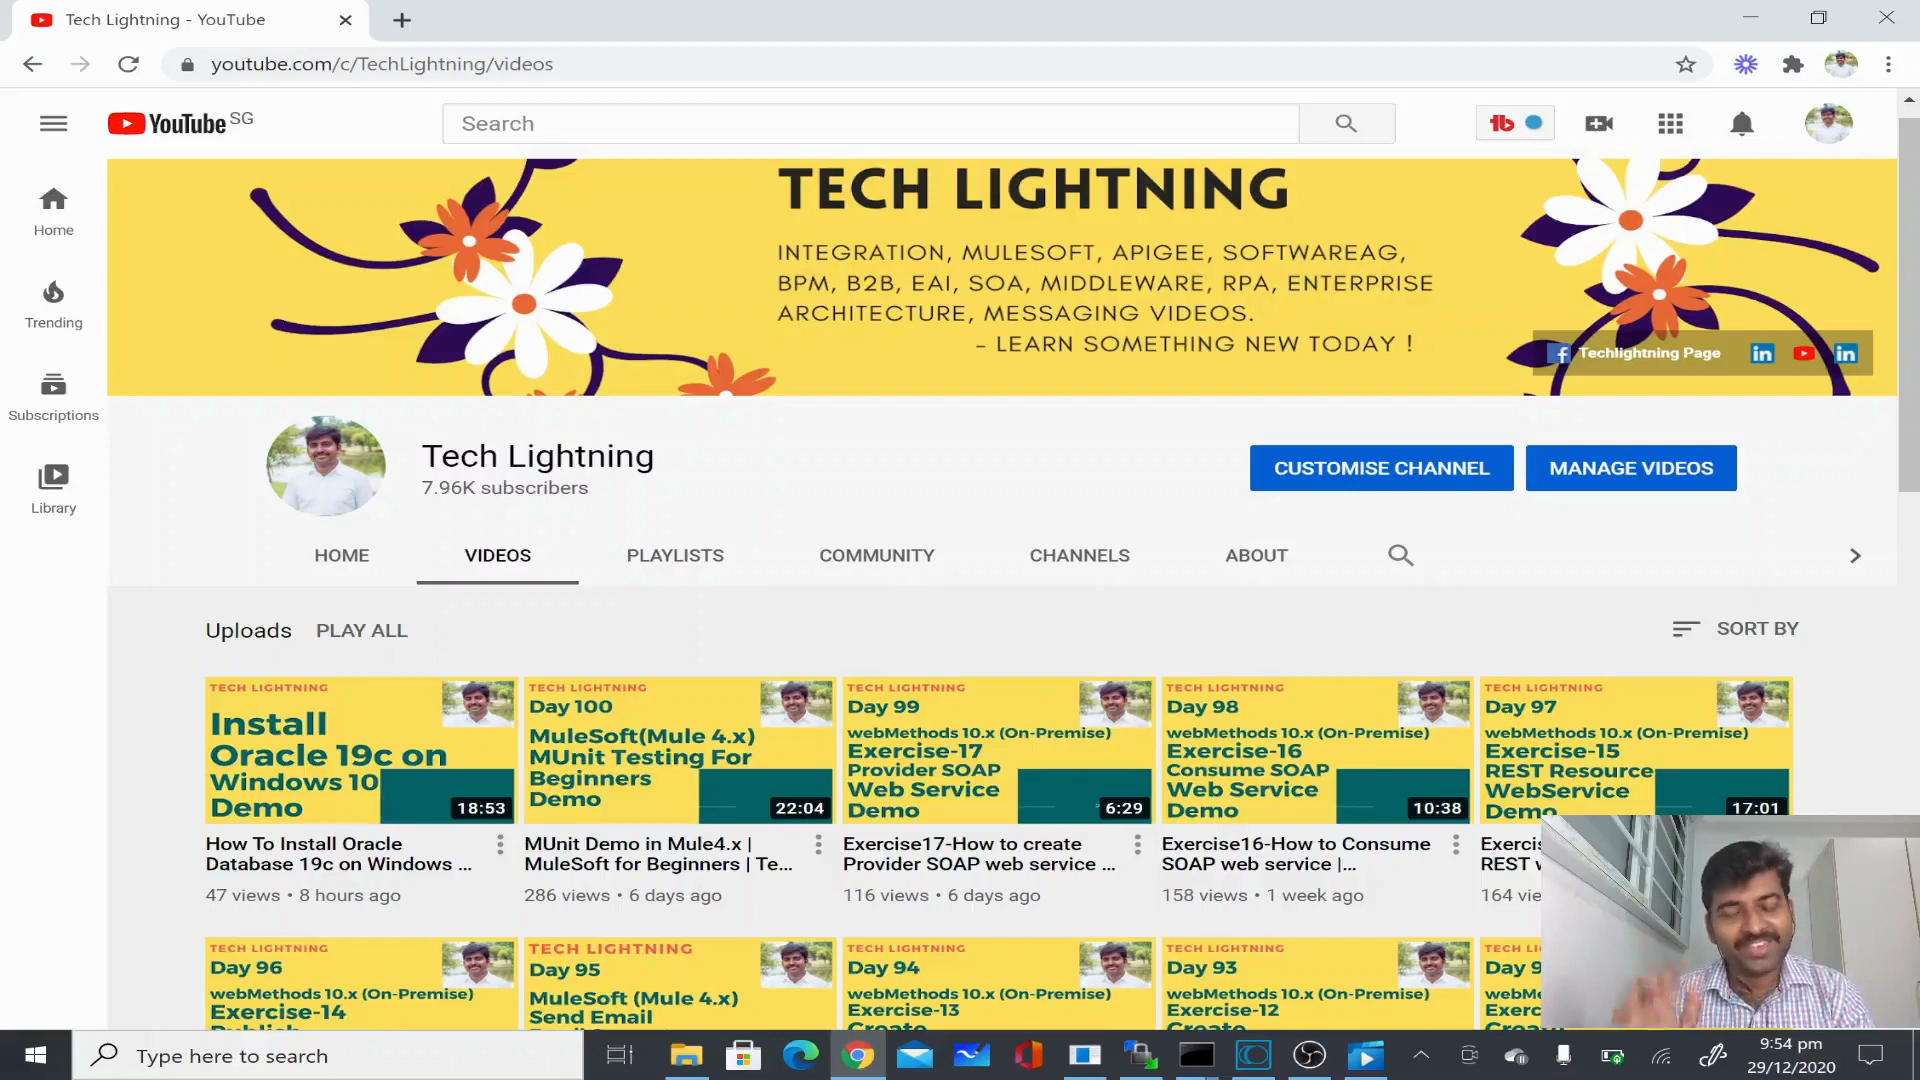 Tech Lightning - YouTube
youtube.com/c/TechLightning/videos
YouTube SG
Search
tb
Home
Trending
Subscriptions
Library
TECH LIGHTNING
INTEGRATION, MULESOFT, APIGEE, SOFTWAREAG,
BPM, B2B, EAI, SOA, MIDDLEWARE, RPA, ENTERPRISE
ARCHITECTURE, MESSAGING VIDEOS.
- LEARN SOMETHING NEW TODAY !
Techlightning Page
Tech Lightning
7.96K subscribers
CUSTOMISE CHANNEL
MANAGE VIDEOS
HOME
VIDEOS
PLAYLISTS
COMMUNITY
CHANNELS
ABOUT
Uploads
PLAY ALL
SORT BY
TECH LIGHTNING
Install
Oracle 19c on
Windows 10
Demo
18:53
How To Install Oracle
Database 19c on Windows ...
47 views • 8 hours ago
TECH LIGHTNING
Day 100
MuleSoft(Mule 4.x)
MUnit Testing For
Beginners
Demo
22:04
MUnit Demo in Mule4.x |
MuleSoft for Beginners | Te...
286 views • 6 days ago
TECH LIGHTNING
Day 99
webMethods 10.x (On-Premise)
Exercise-17
Provider SOAP
Web Service
Demo
6:29
Exercise17-How to create
Provider SOAP web service ...
116 views • 6 days ago
TECH LIGHTNING
Day 98
webMethods 10.x (On-Premise)
Exercise-16
Consume SOAP
Web Service
Demo
10:38
Exercise16-How to Consume
SOAP web service |...
158 views • 1 week ago
TECH LIGHTNING
Day 97
webMethods 10.x (On-Premise)
Exercise-15
REST Resource
WebService
Demo
17:01
REST
164
TECH LIGHTNING
Day 96
webMethods 10.x (On-Premise)
Exercise-14
Publish
TECH LIGHTNING
Day 95
MuleSoft (Mule 4.x)
Send Email
TECH LIGHTNING
Day 94
webMethods 10.x (On-Premise)
Exercise-13
Create
TECH LIGHTNING
Day 93
webMethods 10.x (On-Premise)
Exercise-12
Create
TECH
Type here to search
9:54 pm
29/12/2020